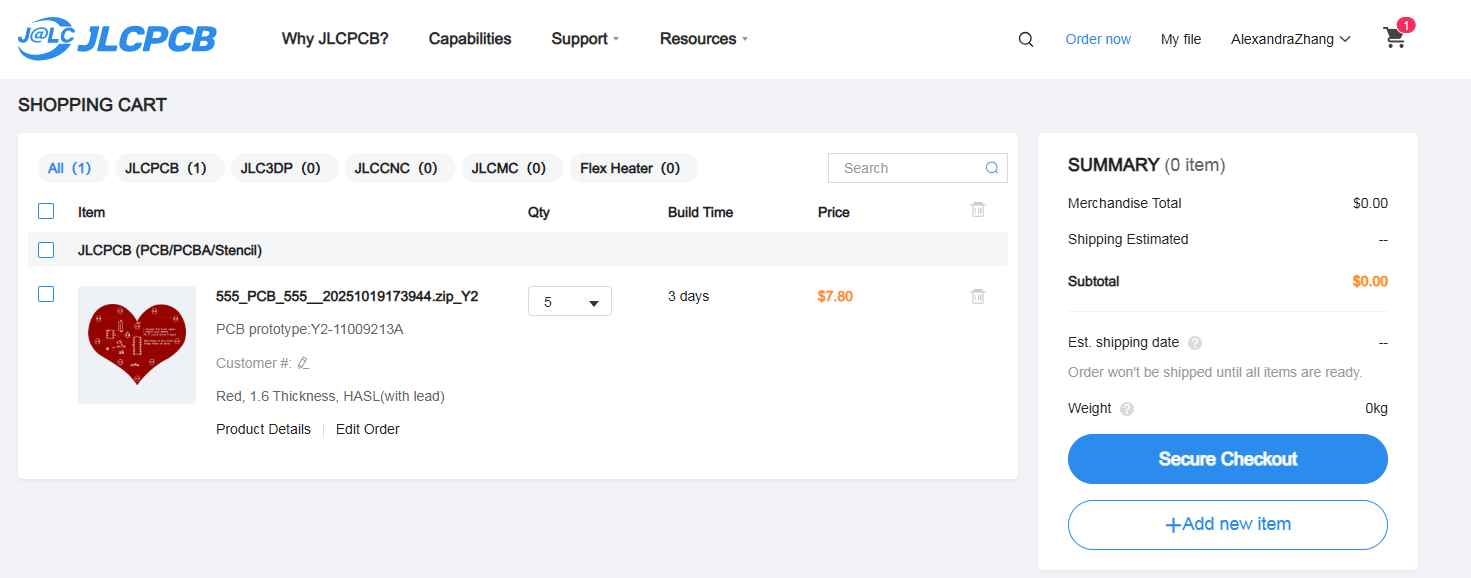 J@LC JLCPCB Why JLCPCB? Capabilities Support Resources Order now My file AlexandraZhang 1
SHOPPING CART
All (1) JLCPCB (1) JLC3DP (0) JLCCNC (0) JLCMC (0) Flex Heater (0) Search
Item Qty Build Time Price
JLCPCB (PCB/PCBA/Stencil)
555_PCB_555__20251019173944.zip_Y2 5 3 days $7.80
PCB prototype:Y2-11009213A
Customer #:
Red, 1.6 Thickness, HASL(with lead)
Product Details Edit Order
SUMMARY (0 item)
Merchandise Total $0.00
Shipping Estimated --
Subtotal $0.00
Est. shipping date ? --
Order won't be shipped until all items are ready.
Weight ? 0kg
Secure Checkout
+Add new item